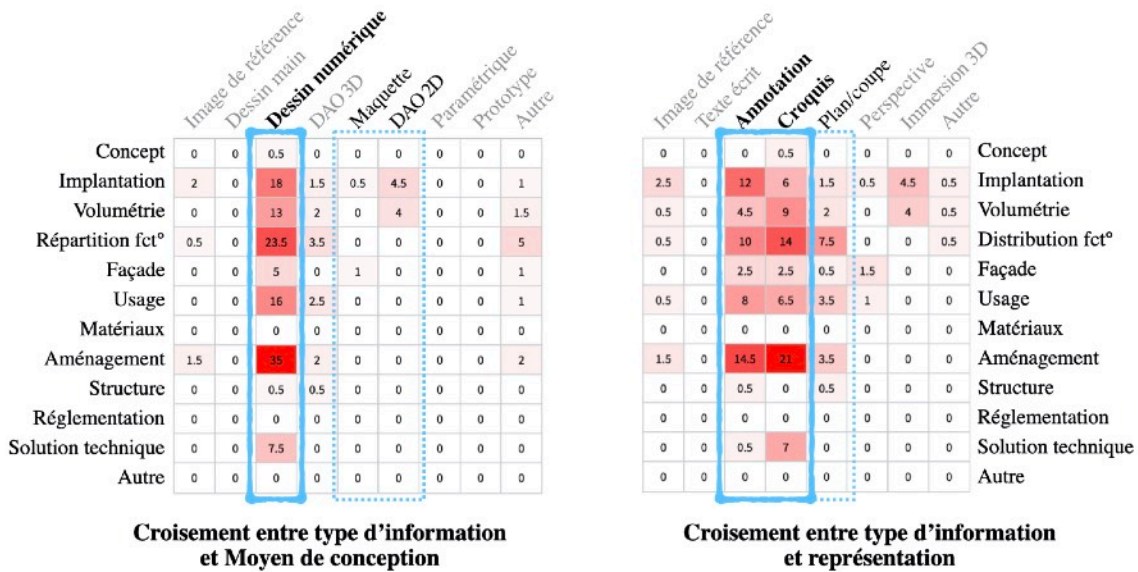 Image de référence Dessin main Dessin numérique DAO 3D Maquette DAO 2D Paramétrique Prototype Autre
Concept 0 0 0.5 0 0 0 0 0 0
Implantation 2 0 18 1.5 0.5 4.5 0 0 1
Volumétrie 0 0 13 2 0 4 0 0 1.5
Répartition fctº 0.5 0 23.5 3.5 0 0 0 0 5
Façade 0 0 5 0 1 0 0 0 1
Usage 0 0 16 2.5 0 0 0 0 1
Matériaux 0 0 0 0 0 0 0 0 0
Aménagement 1.5 0 35 2 0 0 0 0 2
Structure 0 0 0.5 0.5 0 0 0 0 0
Réglementation 0 0 0 0 0 0 0 0 0
Solution technique 0 0 7.5 0 0 0 0 0 0
Autre 0 0 0 0 0 0 0 0 0
Croisement entre type d'information
et Moyen de conception
Image de référence Texte écrit Annotation Croquis Plan/coupe Perspective Immersion 3D Autre
0 0 0 0.5 0 0 0 0 Concept
2.5 0 12 6 1.5 0.5 4.5 0.5 Implantation
0.5 0 4.5 9 2 0 4 0.5 Volumétrie
0.5 0 10 14 7.5 0 0 0.5 Distribution fctº
0 0 2.5 2.5 0.5 1.5 0 0 Façade
0.5 0 8 6.5 3.5 1 0 0 Usage
0 0 0 0 0 0 0 0 Matériaux
1.5 0 14.5 21 3.5 0 0 0 Aménagement
0 0 0.5 0 0.5 0 0 0 Structure
0 0 0 0 0 0 0 0 Réglementation
0 0 0.5 7 0 0 0 0 Solution technique
0 0 0 0 0 0 0 0 Autre
Croisement entre type d'information
et représentation